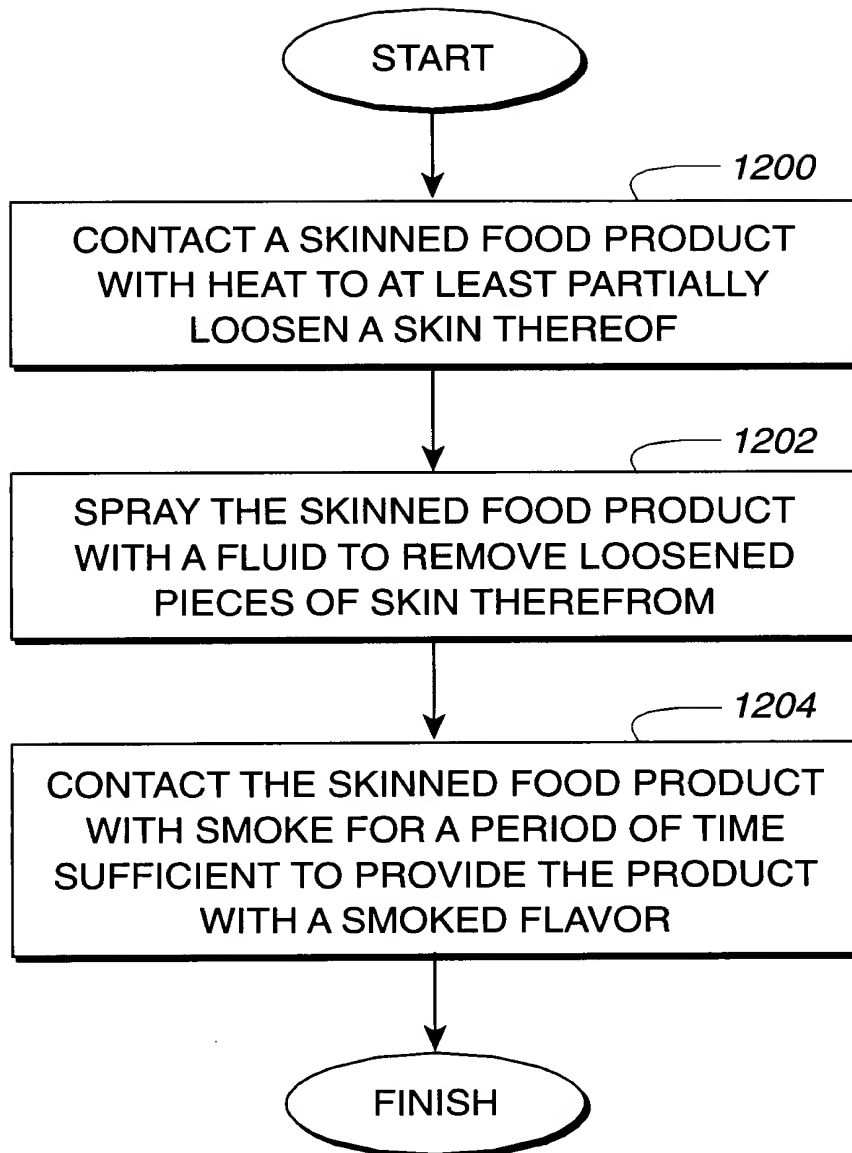 START
1200
CONTACT A SKINNED FOOD PRODUCT
WITH HEAT TO AT LEAST PARTIALLY
LOOSEN A SKIN THEREOF
1202
SPRAY THE SKINNED FOOD PRODUCT
WITH A FLUID TO REMOVE LOOSENED
PIECES OF SKIN THEREFROM
1204
CONTACT THE SKINNED FOOD PRODUCT
WITH SMOKE FOR A PERIOD OF TIME
SUFFICIENT TO PROVIDE THE PRODUCT
WITH A SMOKED FLAVOR
FINISH